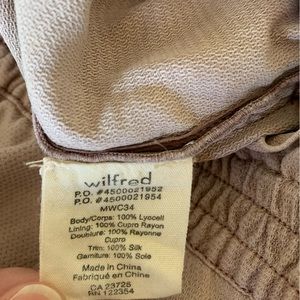 wilfred
P.O. #4500021952
P.O. #4500021954
MWC34
Body/Corps: 100% Lyocell
Lining: 100% Cupro Rayon
Doublure: 100% Rayonne
Cupro
Trim: 100% Silk
Garniture: 100% Soie
Made in China
Fabriqué en China
CA 23725
RN 122354